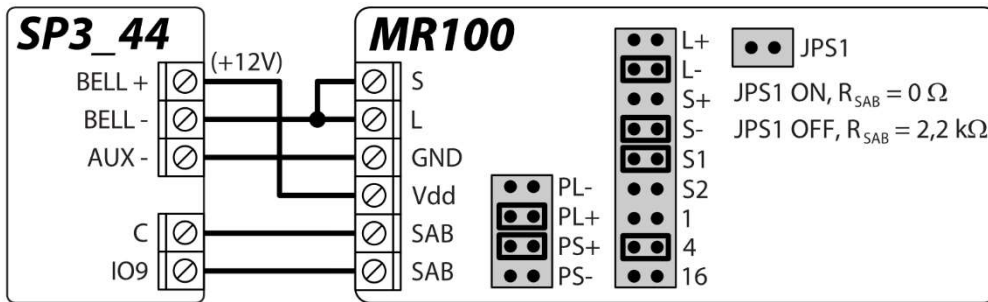 SP3_44
BELL +
BELL -
AUX -
C
IO9
(+12V)
MR100
S
L
GND
Vdd
SAB
SAB
PL-
PL+
PS+
PS-
L+
L-
S+
S-
S1
S2
1
4
16
JPS1
JPS1 ON, RSAB = 0 Ω
JPS1 OFF, RSAB = 2,2 kΩ